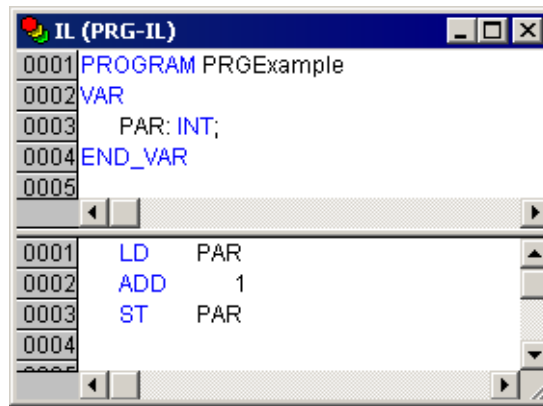 IL (PRG-IL)
0001 PROGRAM PRGExample
0002 VAR
0003 PAR: INT;
0004 END_VAR
0005
0001 LD PAR
0002 ADD 1
0003 ST PAR
0004